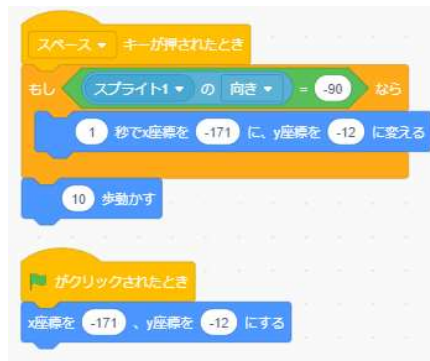 スペース キーが押されたとき
もし スプライト1 の 向き = -90 なら
1 秒でx座標を -171 に、y座標を -12 に変える
10 歩動かす
がクリックされたとき
x座標を -171 、y座標を -12 にする